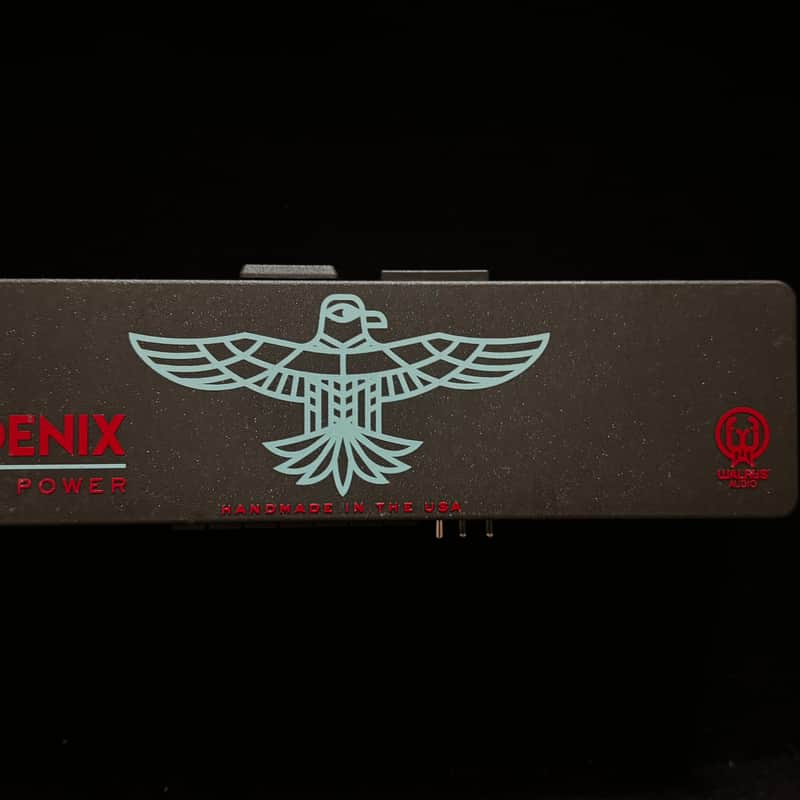 OENIX
POWER
HANDMADE IN THE USA
WALRUS
AUDIO